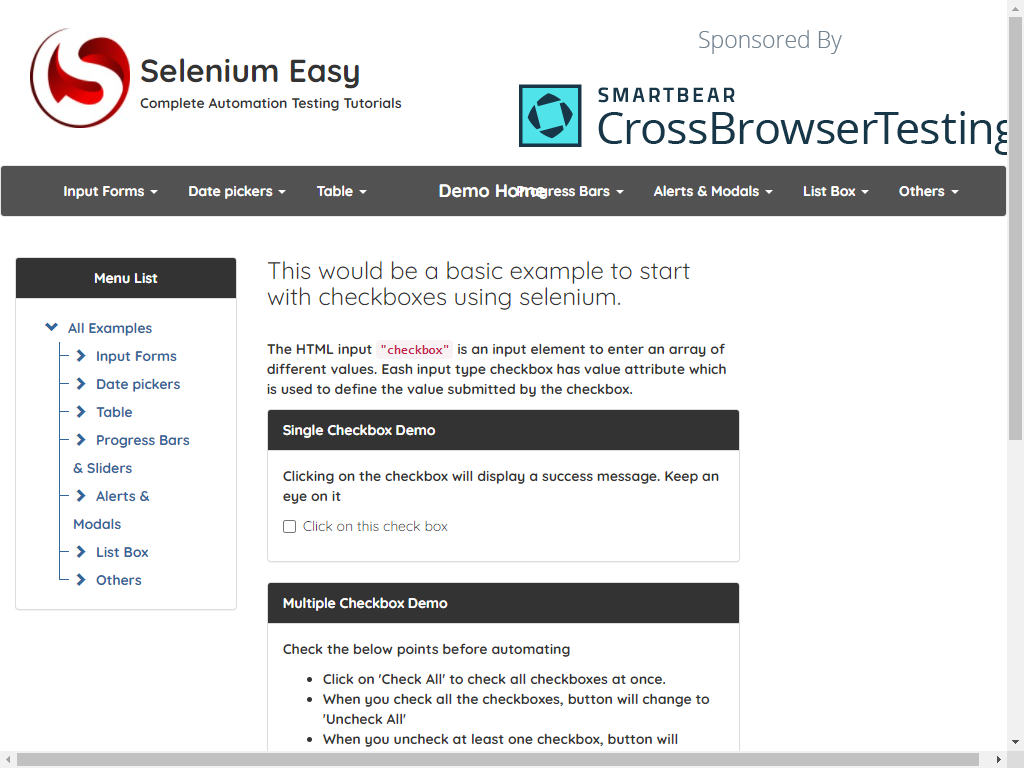 Sponsored By
Selenium Easy
Complete Automation Testing Tutorials
SMARTBEAR
CrossBrowserTesting
Input Forms
Date pickers
Table
Demo Home
Progress Bars
Alerts & Modals
List Box
Others
Menu List
All Examples
Input Forms
Date pickers
Table
Progress Bars
& Sliders
Alerts &
Modals
List Box
Others
This would be a basic example to start
with checkboxes using selenium.
The HTML input "checkbox" is an input element to enter an array of
different values. Eash input type checkbox has value attribute which
is used to define the value submitted by the checkbox.
Single Checkbox Demo
Clicking on the checkbox will display a success message. Keep an
eye on it
Click on this check box
Multiple Checkbox Demo
Check the below points before automating
• Click on 'Check All' to check all checkboxes at once.
• When you check all the checkboxes, button will change to
'Uncheck All'
• When you uncheck at least one checkbox, button will